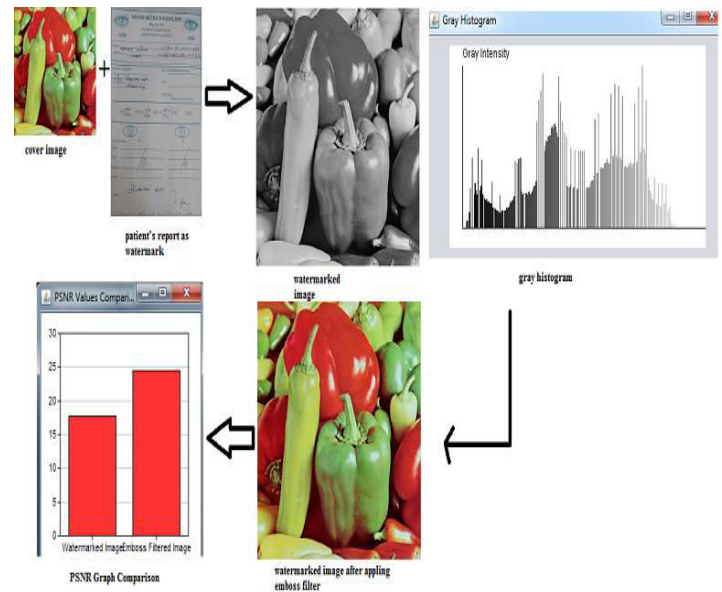 cover image
+
patient's report as
watermark
watermarked
image
Gray Histogram
Gray Intensity
gray histogram
PSNR Values Compari...
30
25
20
15
10
5
0
Watermarked Image
Emboss Filtered Image
PSNR Graph Comparison
watermarked image after appling
emboss filter